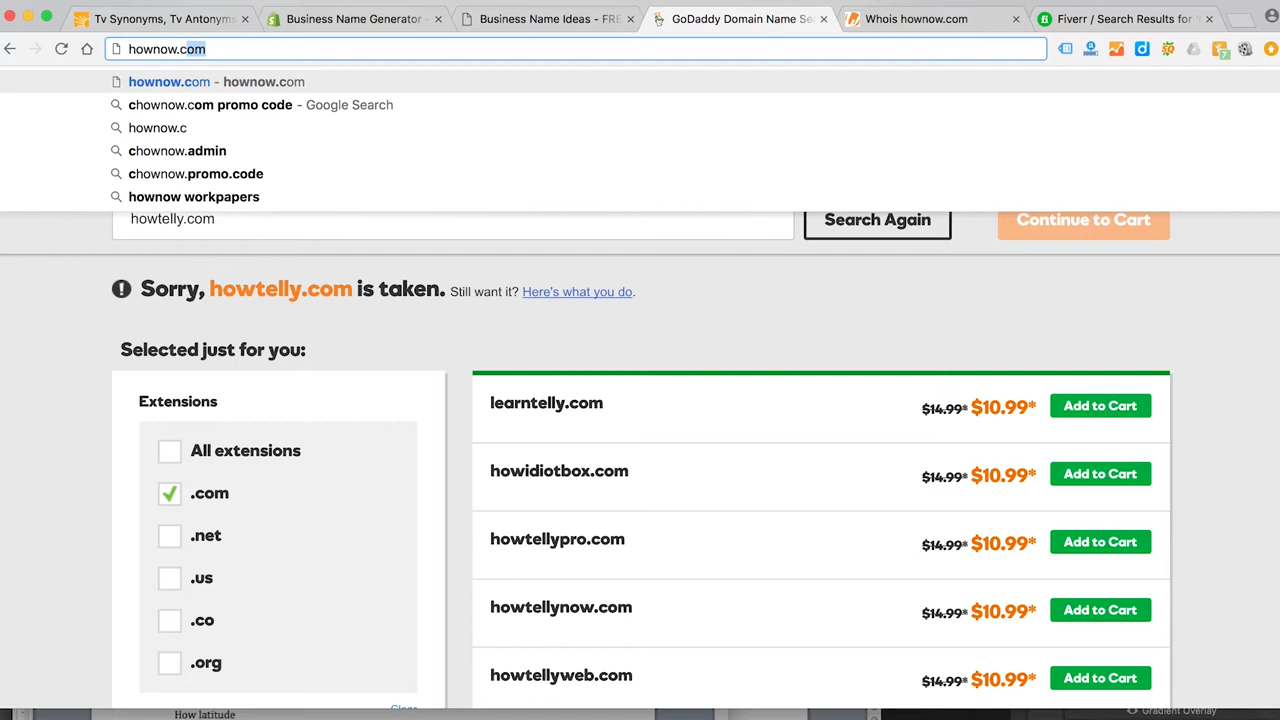 Tv Synonyms, Tv Antonyms
Business Name Generator -
Business Name Ideas - FRE
GoDaddy Domain Name Se
Whois hownow.com
Fiverr / Search Results for '
hownow.com
7
hownow.com - hownow.com
chownow.com promo code - Google Search
hownow.c
chownow.admin
chownow.promo.code
hownow workpapers
howtelly.com
Search Again
Continue to Cart
Sorry, howtelly.com is taken. Still want it? Here's what you do.
Selected just for you:
Extensions
All extensions
.com
.net
.us
.co
.org
Clear
learntelly.com
$14.99* $10.99* Add to Cart
howidiotbox.com
$14.99* $10.99* Add to Cart
howtellypro.com
$14.99* $10.99* Add to Cart
howtellynow.com
$14.99* $10.99* Add to Cart
howtellyweb.com
$14.99* $10.99* Add to Cart
How latitude
Gradient Overlay